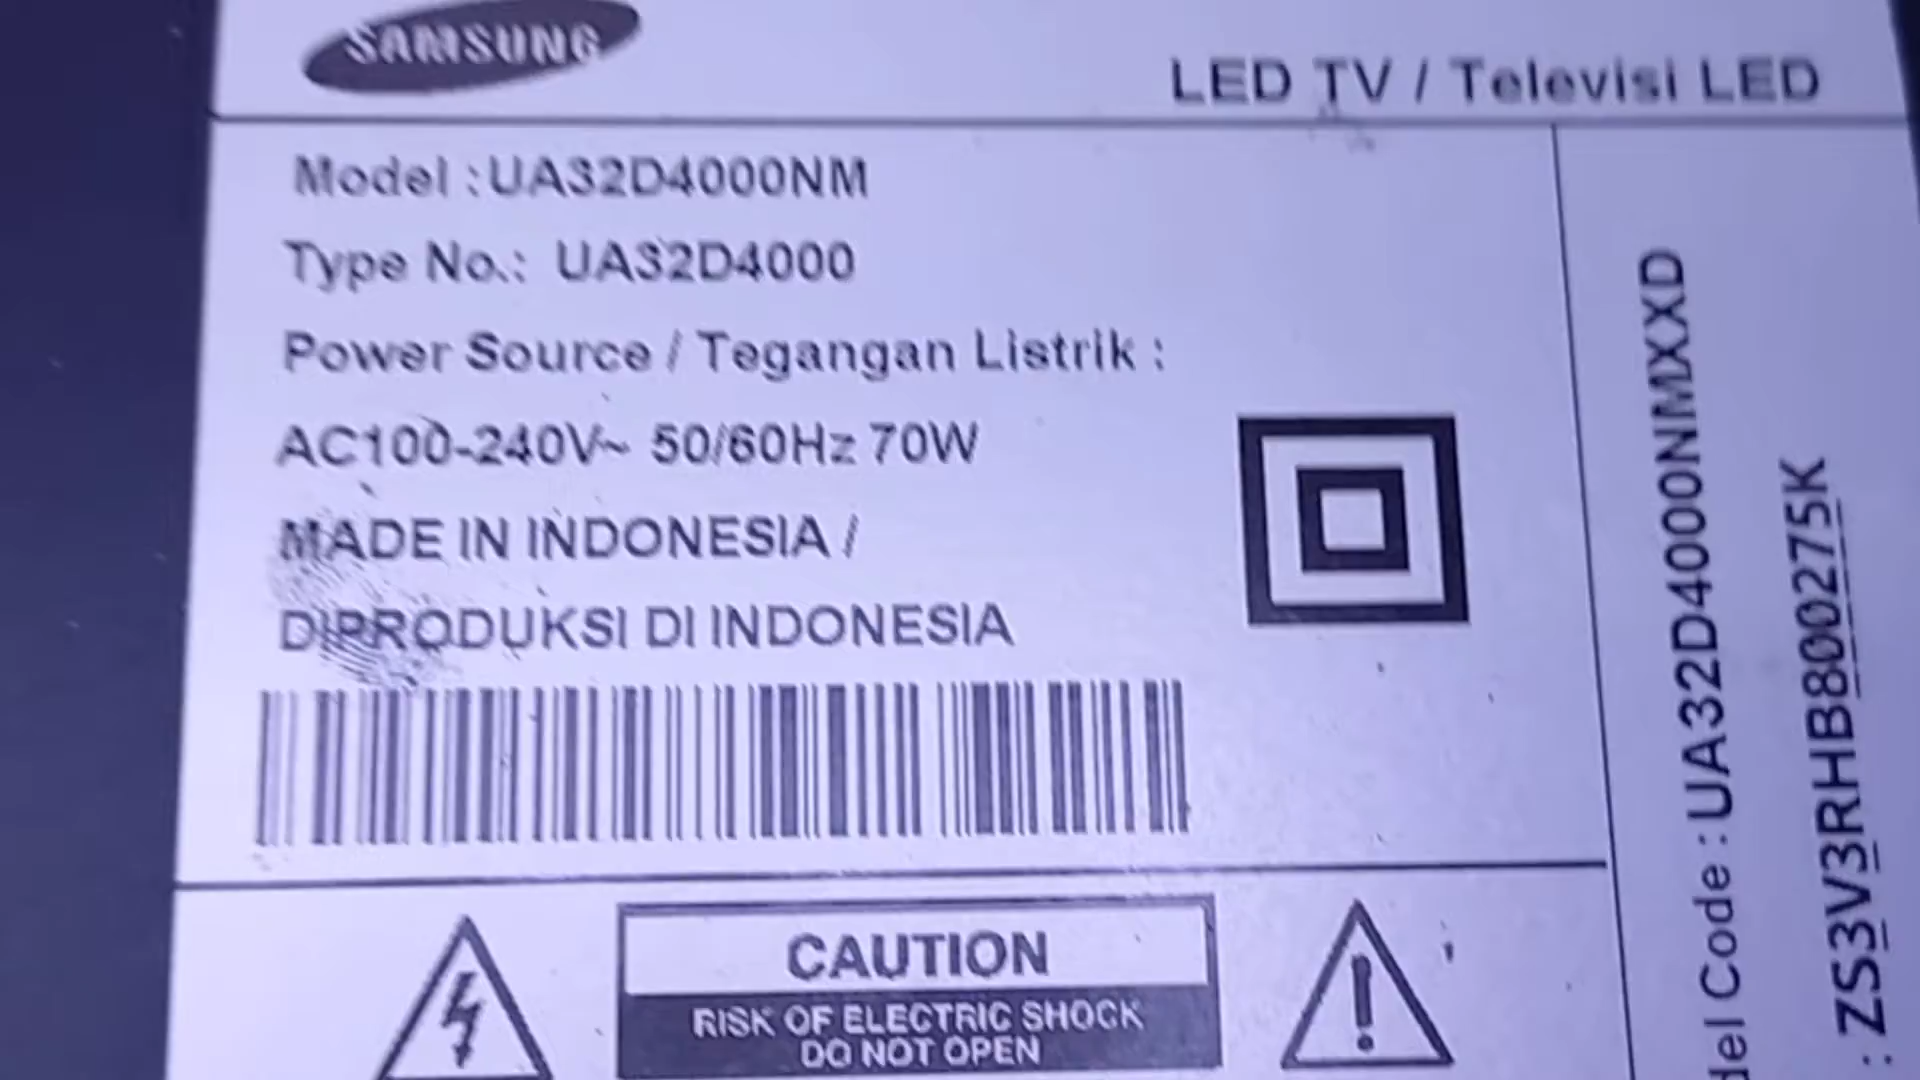 SAMSUNG
LED TV / Televisi LED
Model : UA32D4000NM
Type No.: UA32D4000
Power Source / Tegangan Listrik :
AC100-240V~ 50/60Hz 70W
MADE IN INDONESIA /
DIPRODUKSI DI INDONESIA
CAUTION
RISK OF ELECTRIC SHOCK
DO NOT OPEN
del Code : UA32D4000NMXXD
: ZS3V3RHB800275K